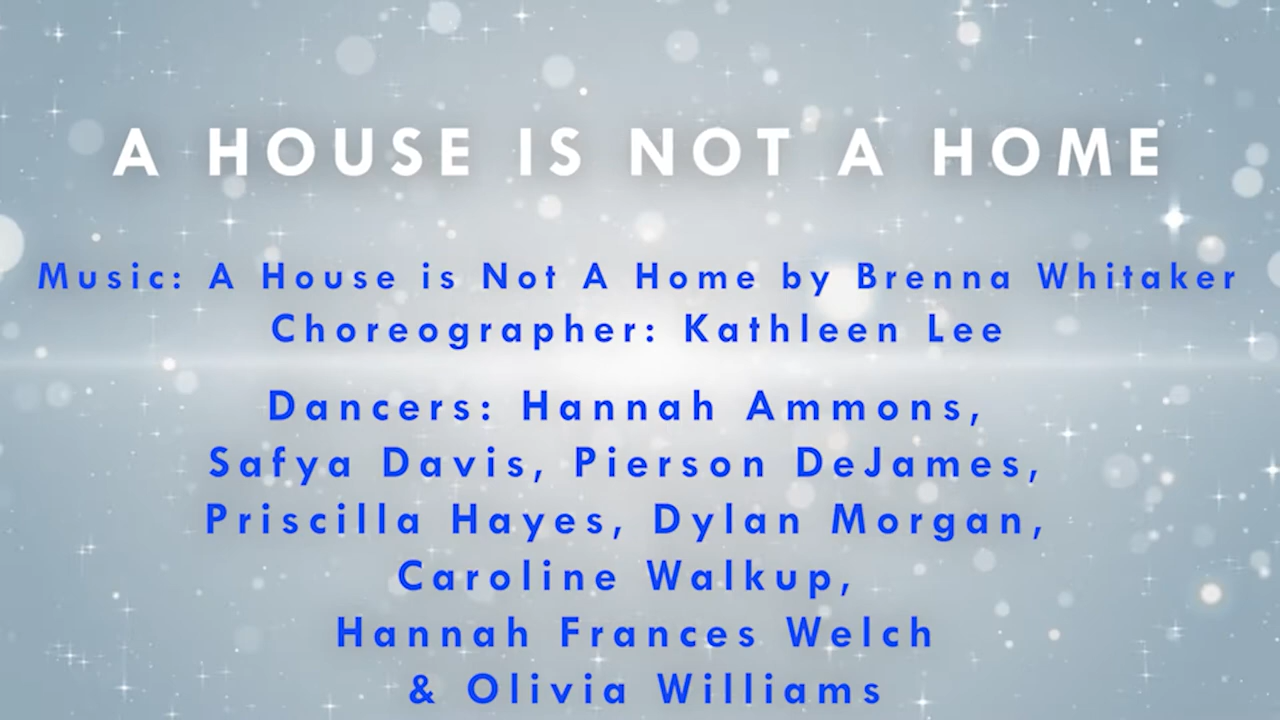 A HOUSE IS NOT A HOME
Music: A House is Not A Home by Brenna Whitaker
Choreographer: Kathleen Lee
Dancers: Hannah Ammons,
Safya Davis, Pierson DeJames,
Priscilla Hayes, Dylan Morgan,
Caroline Walkup,
Hannah Frances Welch
& Olivia Williams